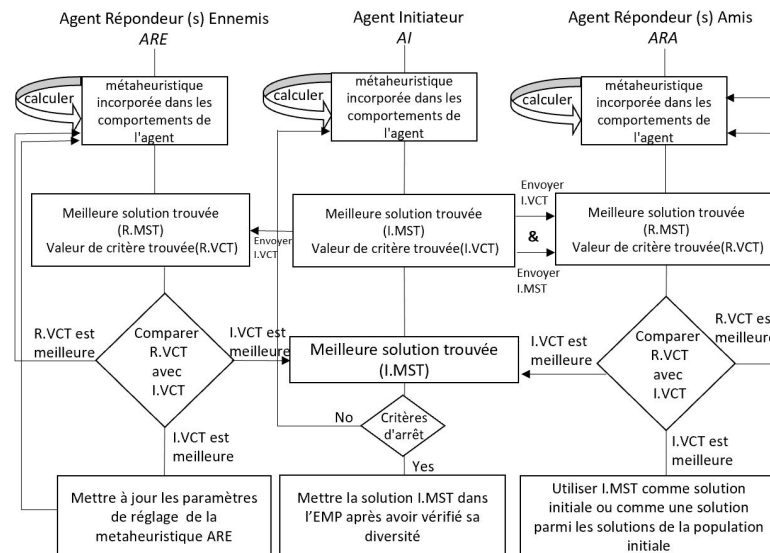 Agent Répondeur (s) Ennemis
ARE
Agent Initiateur
AI
Agent Répondeur (s) Amis
ARA
calculer
métaheuristique
incorporée dans les
comportements de
l'agent
calculer
métaheuristique
incorporée dans les
comportements de
l'agent
calculer
métaheuristique
incorporée dans les
comportements de
l'agent
Meilleure solution trouvée
(R.MST)
Valeur de critère trouvée(R.VCT)
Envoyer
I.VCT
Meilleure solution trouvée
(I.MST)
Valeur de critère trouvée(I.VCT)
Envoyer
I.VCT
&
Envoyer
I.MST
Meilleure solution trouvée
(R.MST)
Valeur de critère trouvée(R.VCT)
R.VCT est
meilleure
Comparer
R.VCT
avec
I.VCT
I.VCT est
meilleure
Meilleure solution trouvée
(I.MST)
I.VCT est
meilleure
Comparer
R.VCT
avec
I.VCT
R.VCT est
meilleure
No
Critères
d'arrêt
Yes
I.VCT est
meilleure
I.VCT est
meilleure
Mettre à jour les paramètres
de réglage de la
metaheuristique ARE
Mettre la solution I.MST dans
l'EMP après avoir vérifié sa
diversité
Utiliser I.MST comme solution
initiale ou comme une solution
parmi les solutions de la population
initiale